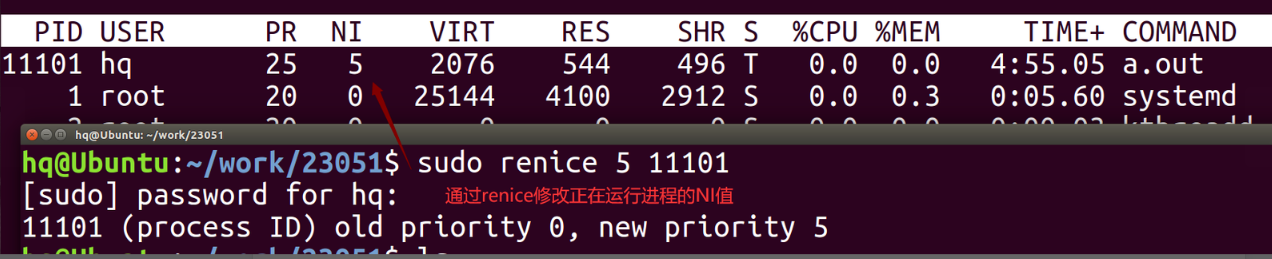 PID USER PR NI VIRT RES SHR S %CPU %MEM TIME+ COMMAND
11101 hq 25 5 2076 544 496 T 0.0 0.0 4:55.05 a.out
1 root 20 0 25144 4100 2912 S 0.0 0.3 0:05.60 systemd
hq@Ubuntu: ~/work/23051
hq@Ubuntu:~/work/23051$ sudo renice 5 11101
[sudo] password for hq:
通过renice修改正在运行进程的NI值
11101 (process ID) old priority 0, new priority 5